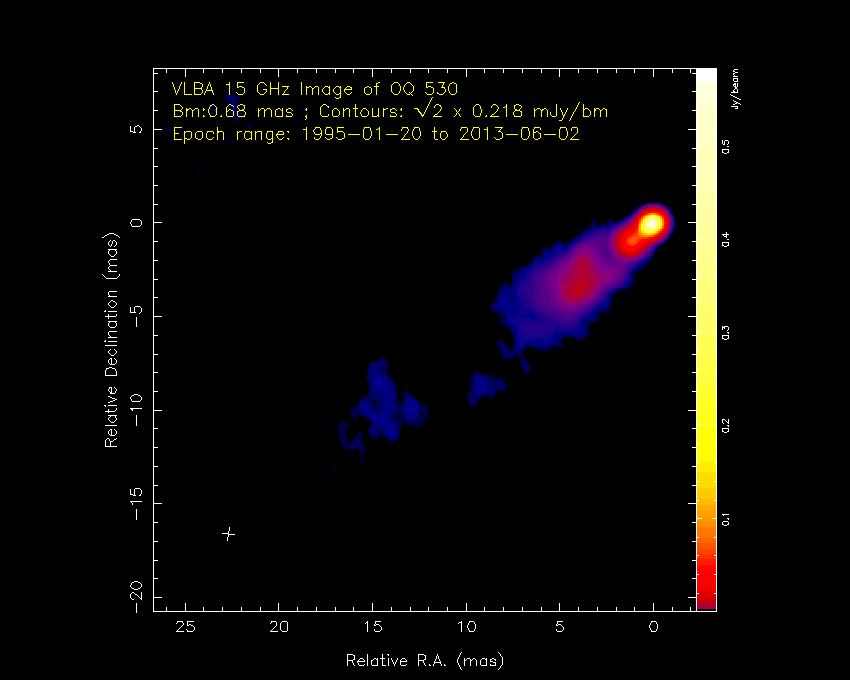 VLBA 15 GHz Image of OQ 530
Bm:0.68 mas ; Contours: √2 x 0.218 mJy/bm
Epoch range: 1995-01-20 to 2013-06-02
Jy/beam
0.5
0.4
0.3
0.2
0.1
Relative Declination (mas)
5
0
-5
-10
-15
-20
25 20 15 10 5 0
Relative R.A. (mas)